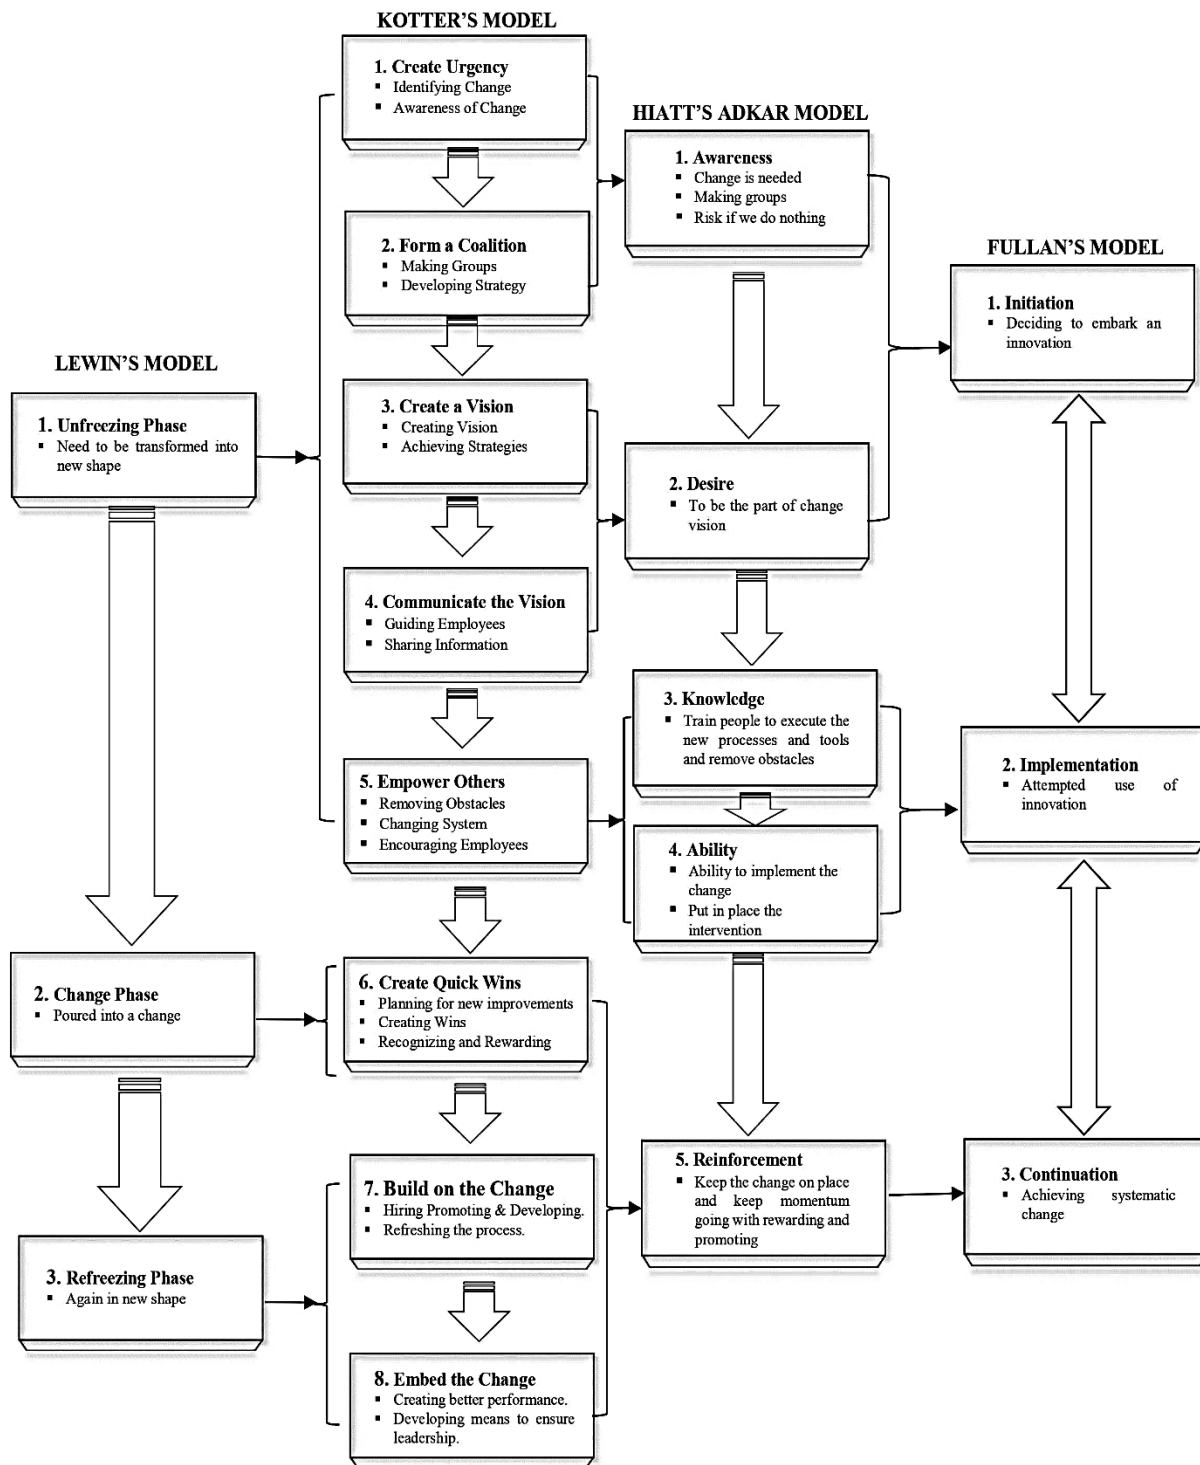 KOTTER'S MODEL
1. Create Urgency
▪ Identifying Change
▪ Awareness of Change
2. Form a Coalition
▪ Making Groups
▪ Developing Strategy
3. Create a Vision
▪ Creating Vision
▪ Achieving Strategies
4. Communicate the Vision
▪ Guiding Employees
▪ Sharing Information
5. Empower Others
▪ Removing Obstacles
▪ Changing System
▪ Encouraging Employees
6. Create Quick Wins
▪ Planning for new improvements
▪ Creating Wins
▪ Recognizing and Rewarding
7. Build on the Change
▪ Hiring Promoting & Developing.
▪ Refreshing the process.
8. Embed the Change
▪ Creating better performance.
▪ Developing means to ensure
leadership.
HIATT'S ADKAR MODEL
1. Awareness
▪ Change is needed
▪ Making groups
▪ Risk if we do nothing
2. Desire
▪ To be the part of change
vision
3. Knowledge
▪ Train people to execute the
new processes and tools
and remove obstacles
4. Ability
▪ Ability to implement the
change
▪ Put in place the
intervention
5. Reinforcement
▪ Keep the change on place
and keep momentum
going with rewarding and
promoting
FULLAN'S MODEL
1. Initiation
▪ Deciding to embark an
innovation
2. Implementation
▪ Attempted use of
innovation
3. Continuation
▪ Achieving systematic
change
LEWIN'S MODEL
1. Unfreezing Phase
▪ Need to be transformed into
new shape
2. Change Phase
▪ Poured into a change
3. Refreezing Phase
▪ Again in new shape